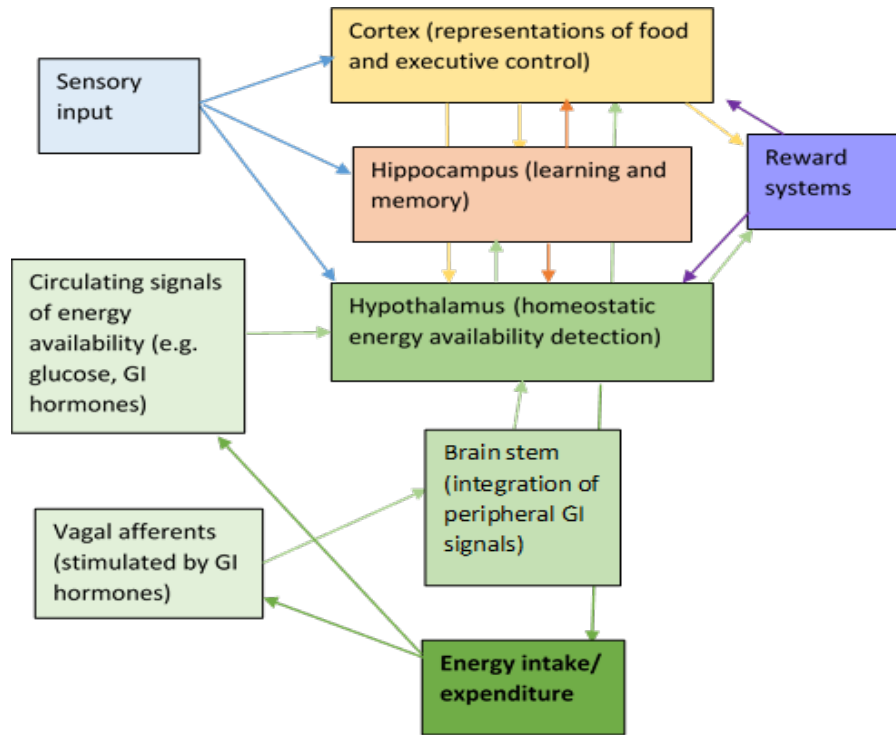 Cortex (representations of food
and executive control)
Sensory
input
Hippocampus (learning and
memory)
Reward
systems
Circulating signals
of energy
availability (e.g.
glucose, GI
hormones)
Hypothalamus (homeostatic
energy availability detection)
Brain stem
(integration of
peripheral GI
signals)
Vagal afferents
(stimulated by GI
hormones)
Energy intake/
expenditure